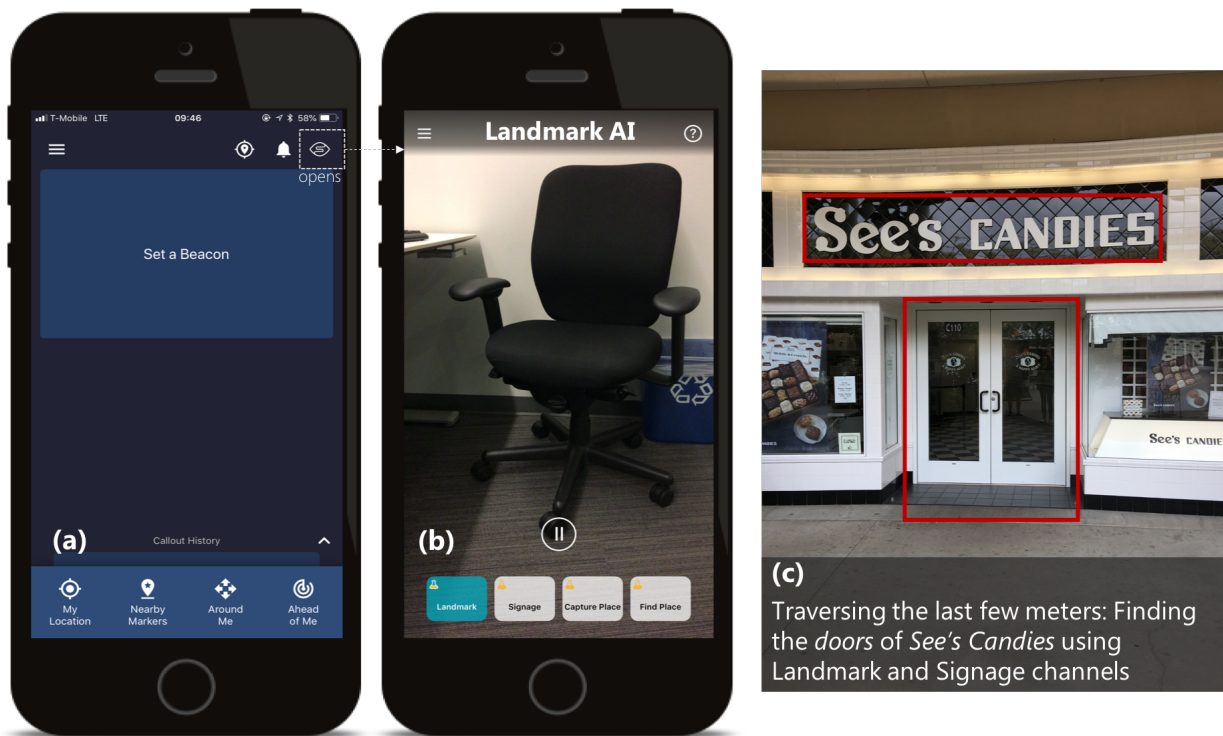 T-Mobile LTE 09:46 58%
opens
Set a Beacon
(a)
Callout History
My
Location
Nearby
Markers
Around
Me
Ahead
of Me
Landmark AI
?
(b)
Landmark
Signage
Capture Place
Find Place
See's CANDIES
C110
See's CANDIE
(c)
Traversing the last few meters: Finding
the doors of See's Candies using
Landmark and Signage channels